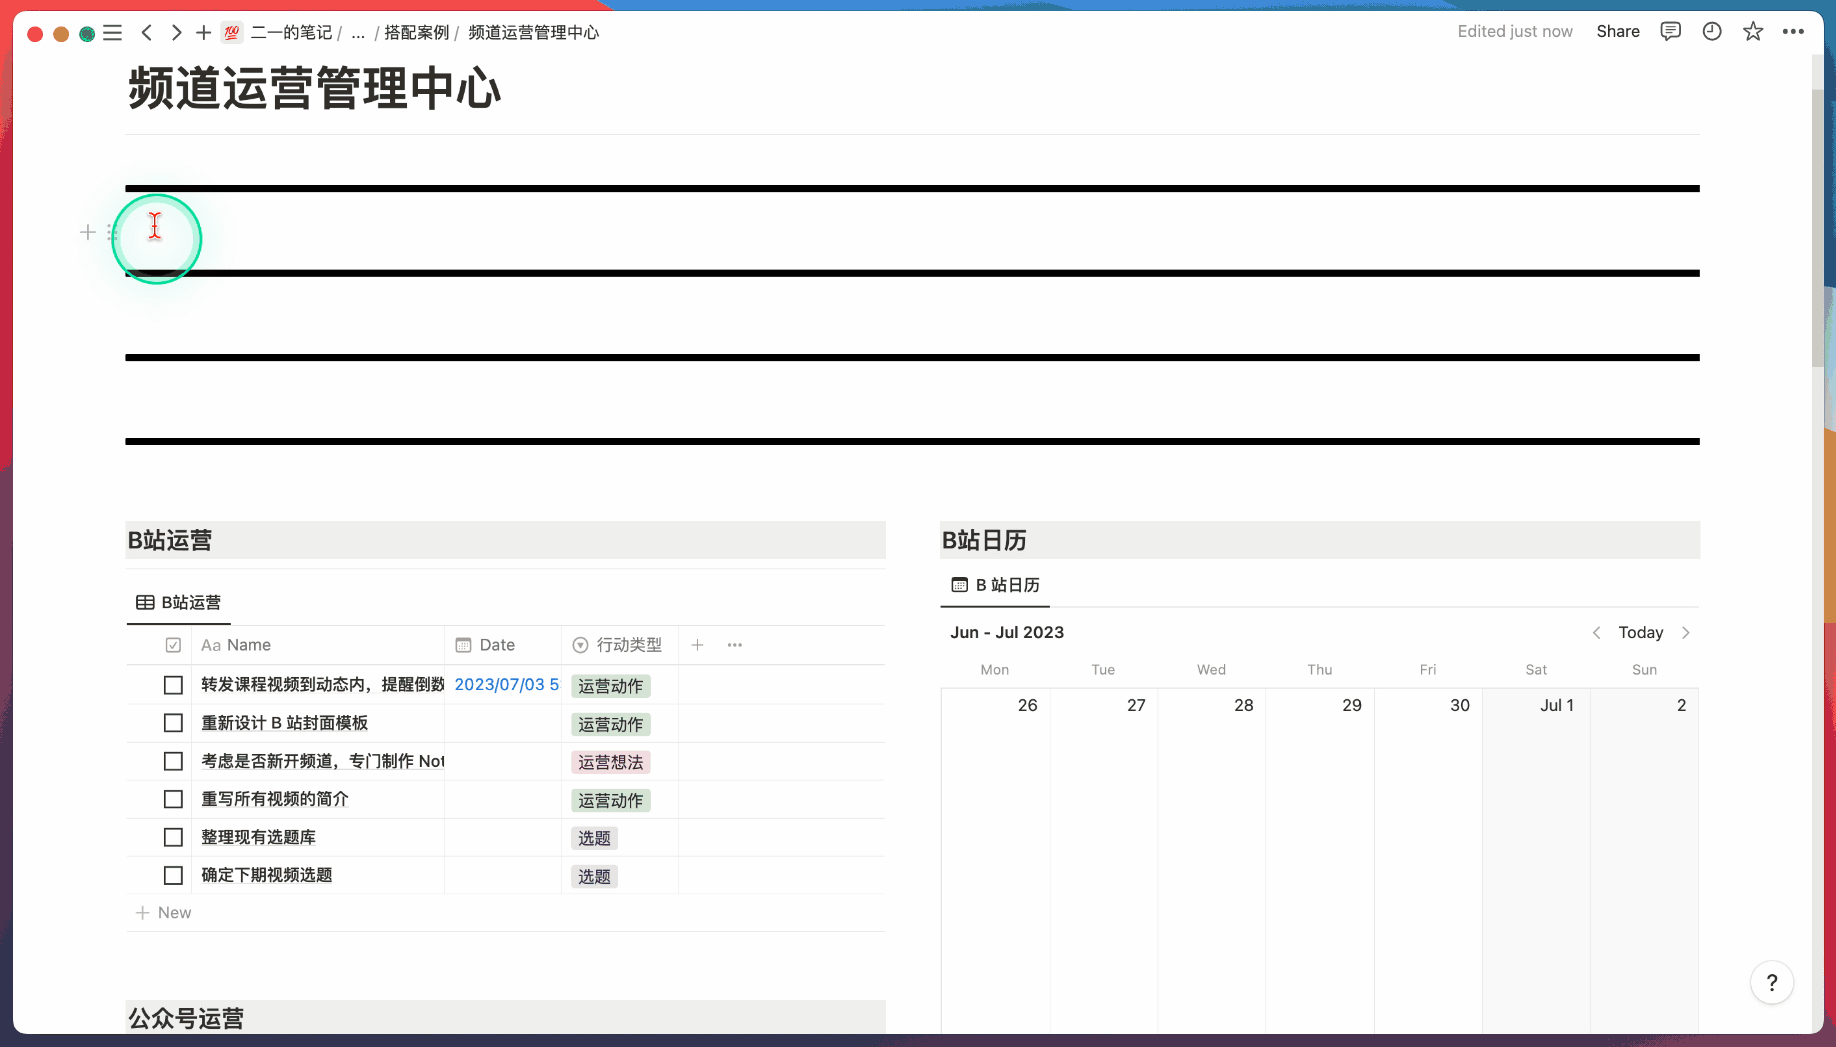 💯 二一的笔记 / ... / 搭配案例 / 频道运营管理中心
Edited just now Share
频道运营管理中心
B站运营
B站运营
Aa Name Date 行动类型
转发课程视频到动态内，提醒倒数 2023/07/03 5: 运营动作
重新设计 B 站封面模板 运营动作
考虑是否新开频道，专门制作 Not 运营想法
重写所有视频的简介 运营动作
整理现有选题库 选题
确定下期视频选题 选题
+ New
公众号运营
B站日历
B 站日历
Jun - Jul 2023 Today
Mon Tue Wed Thu Fri Sat Sun
26 27 28 29 30 Jul 1 2
?